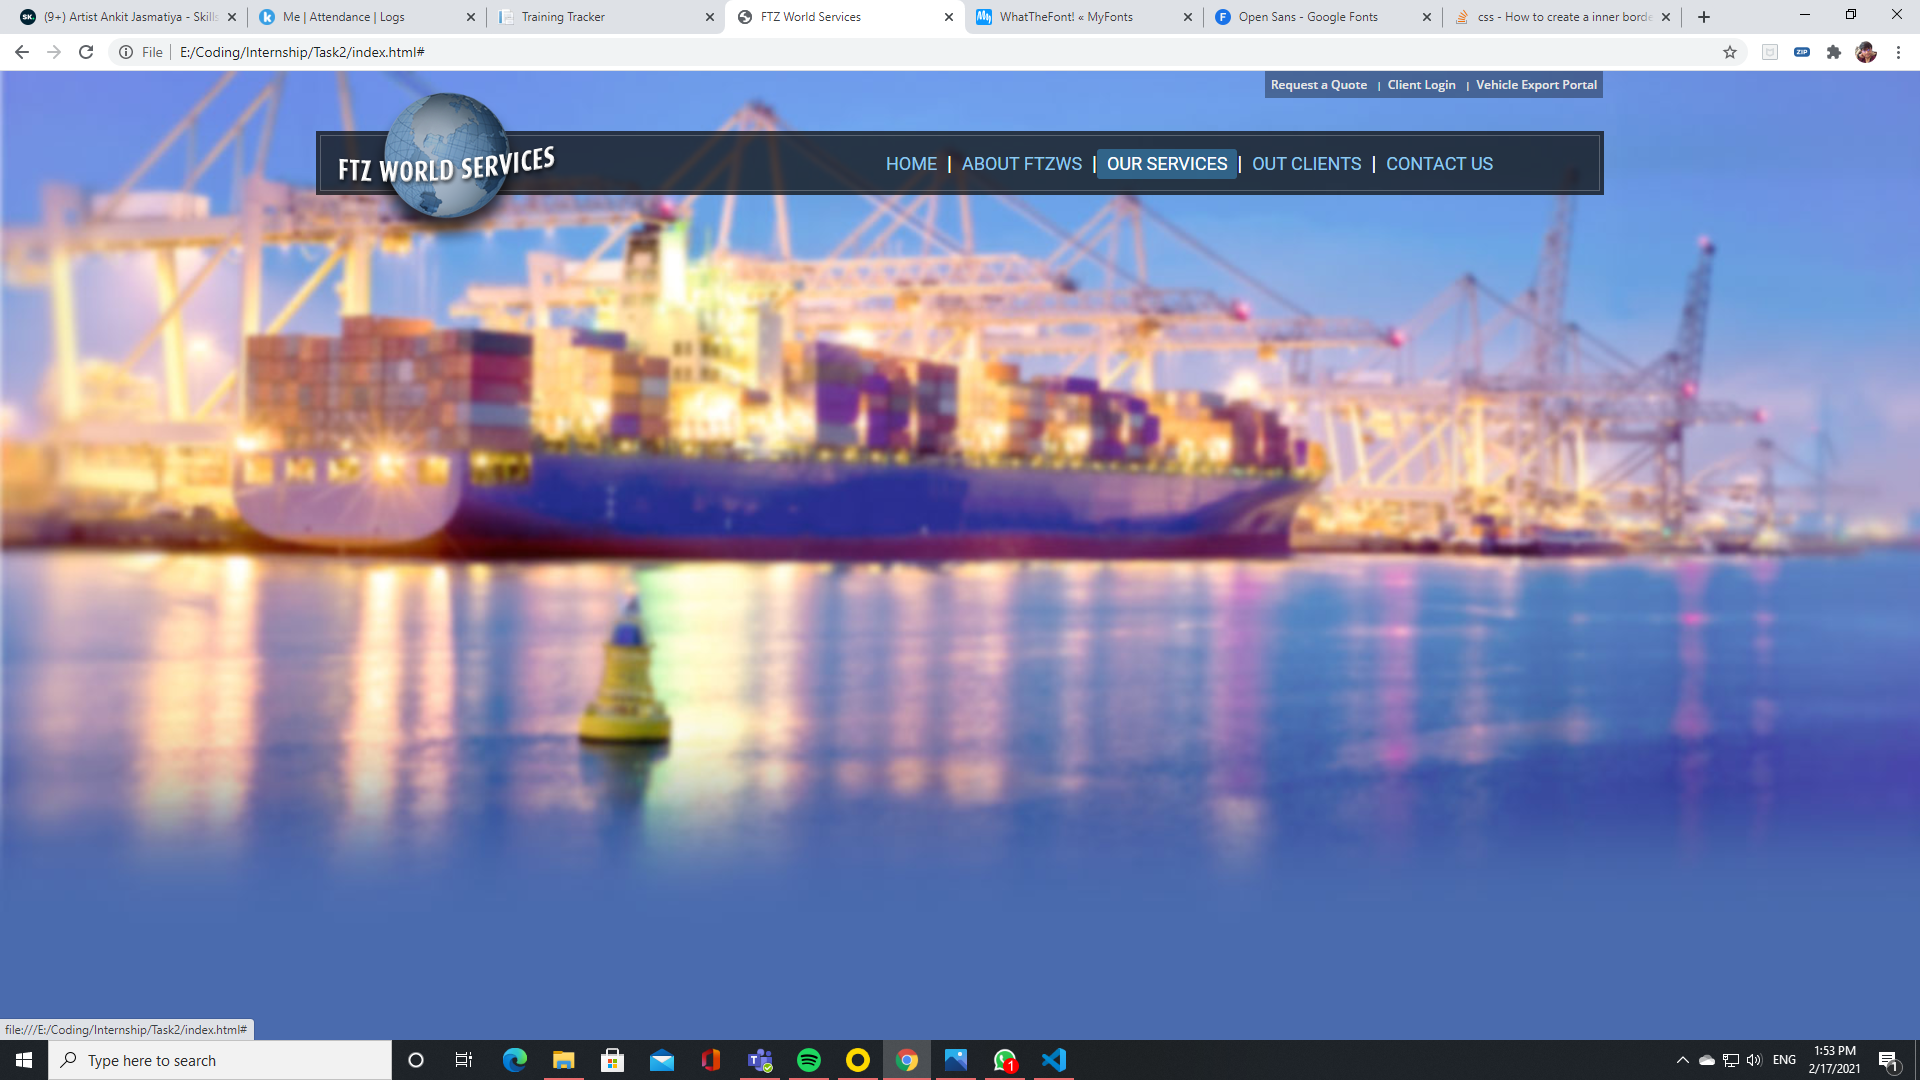 (9+) Artist Ankit Jasmatiya - Skills
Me | Attendance | Logs
Training Tracker
FTZ World Services
WhatTheFont! « MyFonts
Open Sans - Google Fonts
css - How to create a inner borde
File
E:/Coding/Internship/Task2/index.html#
ZIP
Request a Quote | Client Login | Vehicle Export Portal
FTZ WORLD SERVICES
HOME | ABOUT FTZWS | OUR SERVICES | OUT CLIENTS | CONTACT US
file:///E:/Coding/Internship/Task2/index.html#
Type here to search
1
ENG
1:53 PM
2/17/2021
1